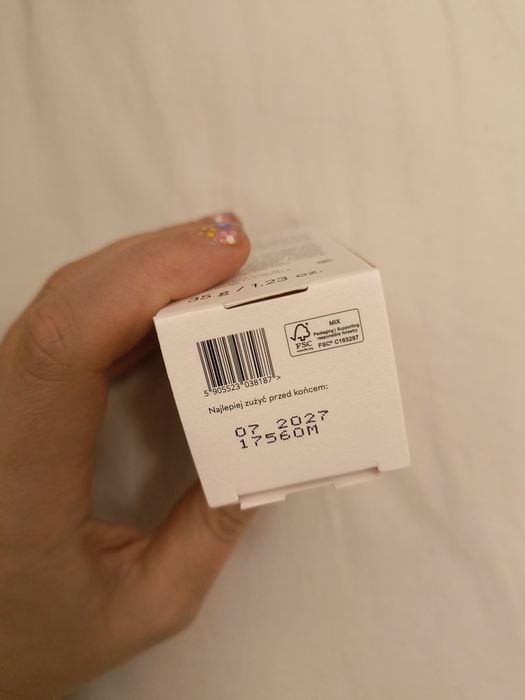 35 g / 1.23 oz.
FSC
MIX
Packaging | Supporting
responsible forestry
FSC® C163297
5 905523 038187 >
Najlepiej zużyć przed końcem:
07 2027
17560M